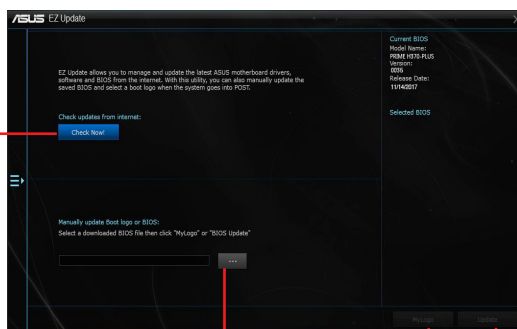 ASUS EZ Update
EZ Update allows you to manage and update the latest ASUS motherboard drivers,
software and BIOS from the internet. With this utility, you can also manually update the
saved BIOS and select a boot logo when the system goes into POST.
Check updates from internet:
Check Now!
Manually update Boot logo or BIOS:
Select a downloaded BIOS file then click "MyLogo" or "BIOS Update"
...
Current BIOS
Model Name:
PRIME H370-PLUS
Version:
0036
Release Date:
11/14/2017
Selected BIOS
MyLogo
Update